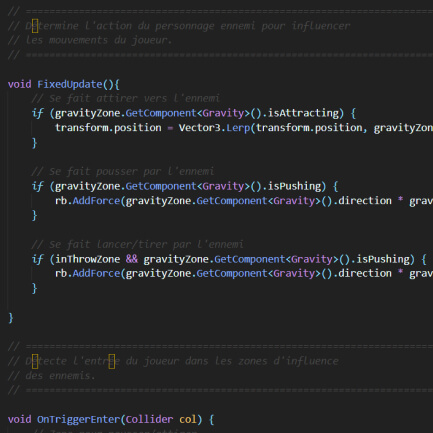 // ============================================================
// Détermine l'action du personnage ennemi pour influencer
// les mouvements du joueur.
// ============================================================
void FixedUpdate(){
// Se fait attirer vers l'ennemi
if (gravityZone.GetComponent<Gravity>().isAttracting) {
transform.position = Vector3.Lerp(transform.position, gravityZon
}
// Se fait pousser par l'ennemi
if (gravityZone.GetComponent<Gravity>().isPushing) {
rb.AddForce(gravityZone.GetComponent<Gravity>().direction * grav
}
// Se fait lancer/tirer par l'ennemi
if (inThrowZone && gravityZone.GetComponent<Gravity>().isPushing) {
rb.AddForce(gravityZone.GetComponent<Gravity>().direction * grav
}
}
// ============================================================
// Détecte l'entrée du joueur dans les zones d'influence
// des ennemis.
// ============================================================
void OnTriggerEnter(Collider col) {